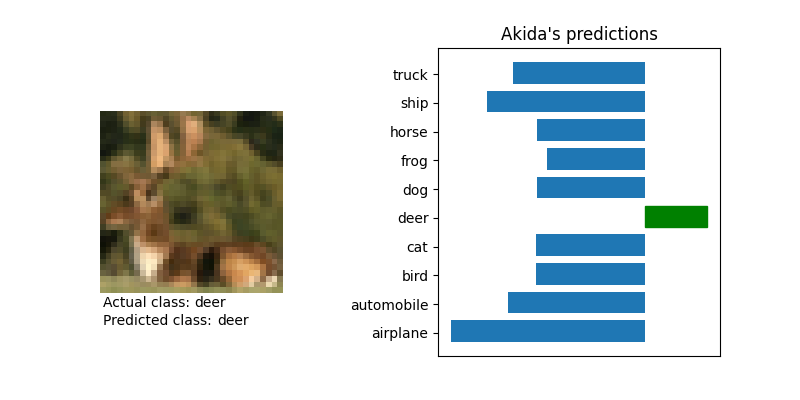 Akida's predictions
truck
ship
horse
frog
dog
deer
cat
bird
automobile
airplane
Actual class: deer
Predicted class: deer